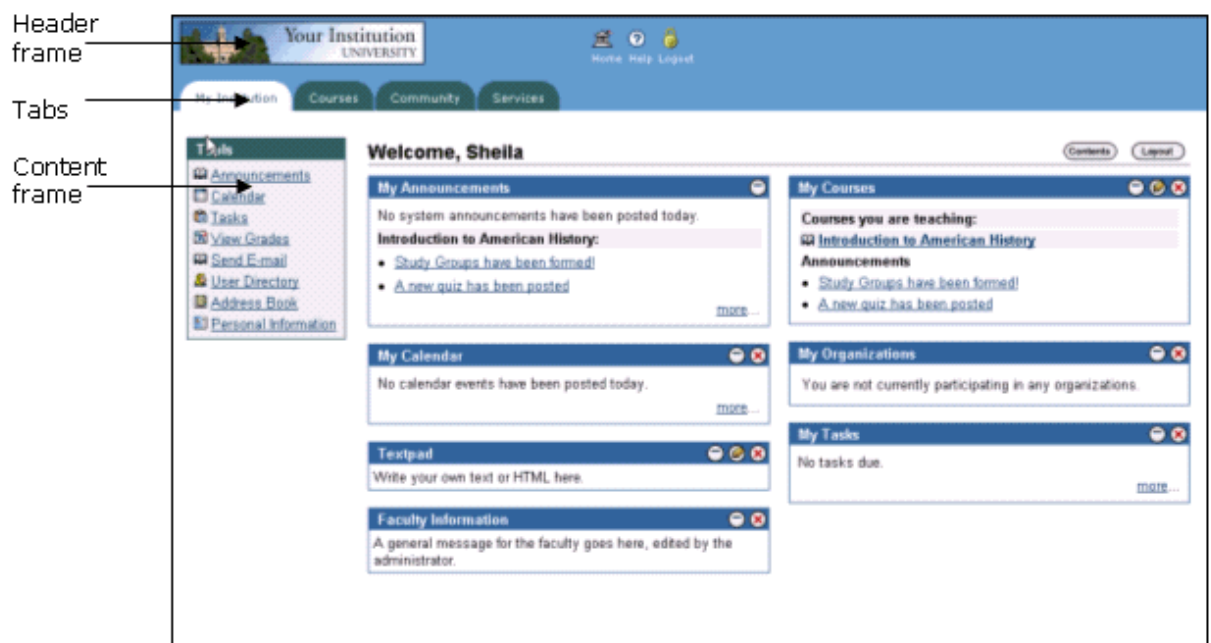 Header
frame
Tabs
Content
frame
Your Institution
UNIVERSITY
Home Help Logout
My Institution Courses Community Services
Tools
Announcements
Calendar
Tasks
View Grades
Send E-mail
User Directory
Address Book
Personal Information
Welcome, Sheila
Contents Layout
My Announcements
No system announcements have been posted today.
Introduction to American History:
• Study Groups have been formed!
• A new quiz has been posted
more...
My Calendar
No calendar events have been posted today.
more...
Textpad
Write your own text or HTML here.
Faculty Information
A general message for the faculty goes here, edited by the
administrator.
My Courses
Courses you are teaching:
Introduction to American History
Announcements
• Study Groups have been formed!
• A new quiz has been posted
My Organizations
You are not currently participating in any organizations.
My Tasks
No tasks due.
more...